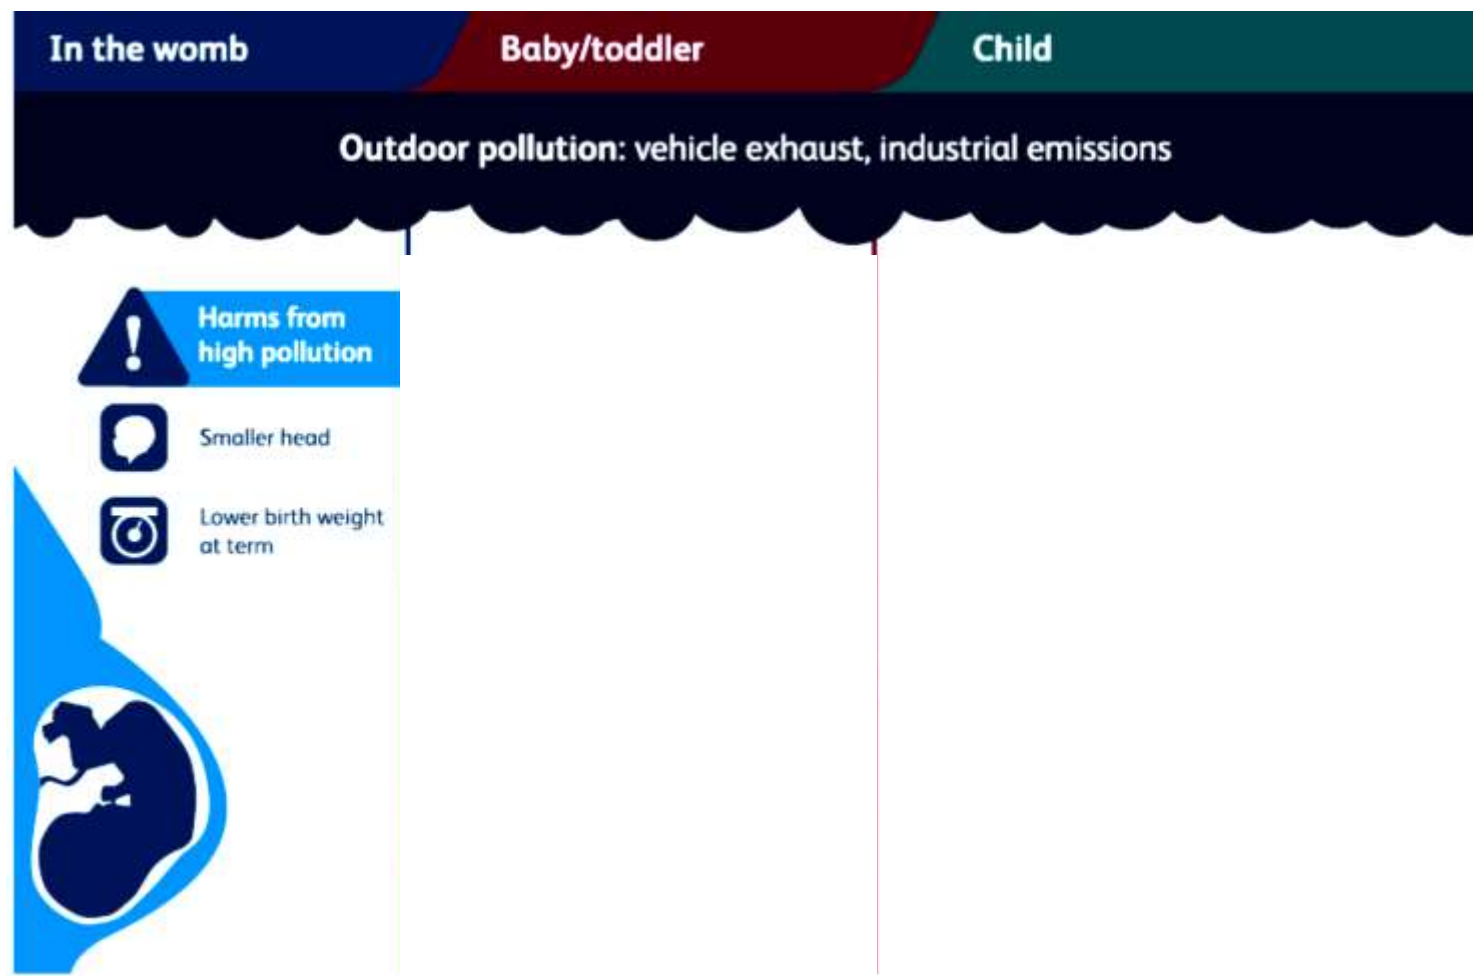 In the womb
Baby/toddler
Child
Outdoor pollution: vehicle exhaust, industrial emissions
Harms from
high pollution
Smaller head
Lower birth weight
at term